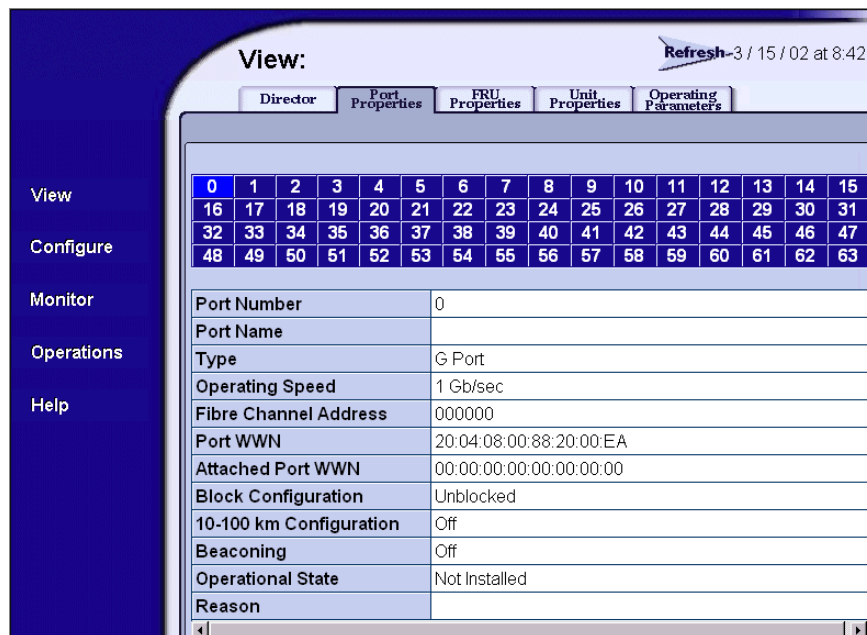 View:
Refresh - 3 / 15 / 02 at 8:42
Director
Port Properties
FRU Properties
Unit Properties
Operating Parameters
View
Configure
Monitor
Operations
Help
0 1 2 3 4 5 6 7 8 9 10 11 12 13 14 15
16 17 18 19 20 21 22 23 24 25 26 27 28 29 30 31
32 33 34 35 36 37 38 39 40 41 42 43 44 45 46 47
48 49 50 51 52 53 54 55 56 57 58 59 60 61 62 63
Port Number 0
Port Name
Type G Port
Operating Speed 1 Gb/sec
Fibre Channel Address 000000
Port WWN 20:04:08:00:88:20:00:EA
Attached Port WWN 00:00:00:00:00:00:00:00
Block Configuration Unblocked
10-100 km Configuration Off
Beaconing Off
Operational State Not Installed
Reason